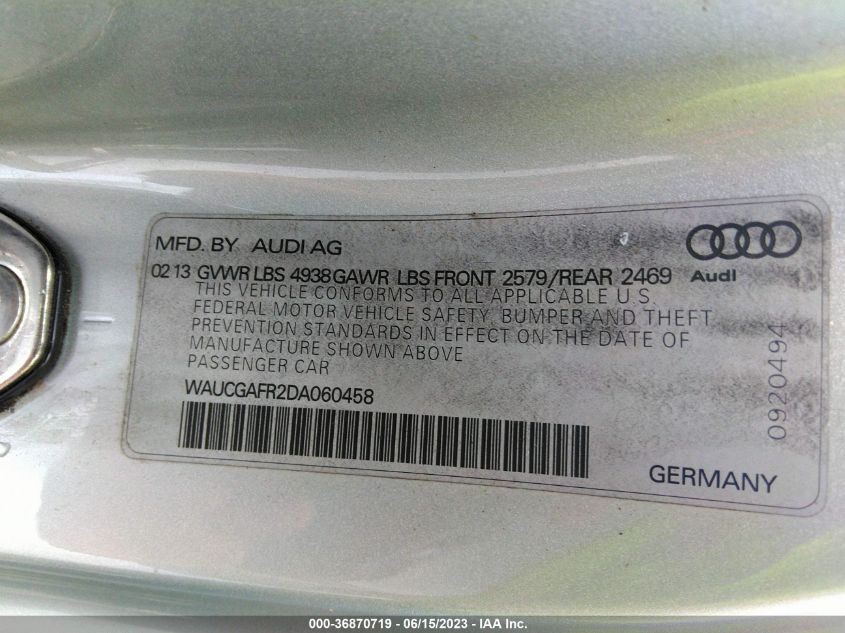 MFD. BY AUDI AG
02 13 GVWR LBS 4938 GAWR LBS FRONT 2579/REAR 2469
Audi
THIS VEHICLE CONFORMS TO ALL APPLICABLE U S
FEDERAL MOTOR VEHICLE SAFETY, BUMPER AND THEFT
PREVENTION STANDARDS IN EFFECT ON THE DATE OF
MANUFACTURE SHOWN ABOVE
PASSENGER CAR
WAUCGAFR2DA060458
0920494
GERMANY
000-36870719 - 06/15/2023 - IAA Inc.